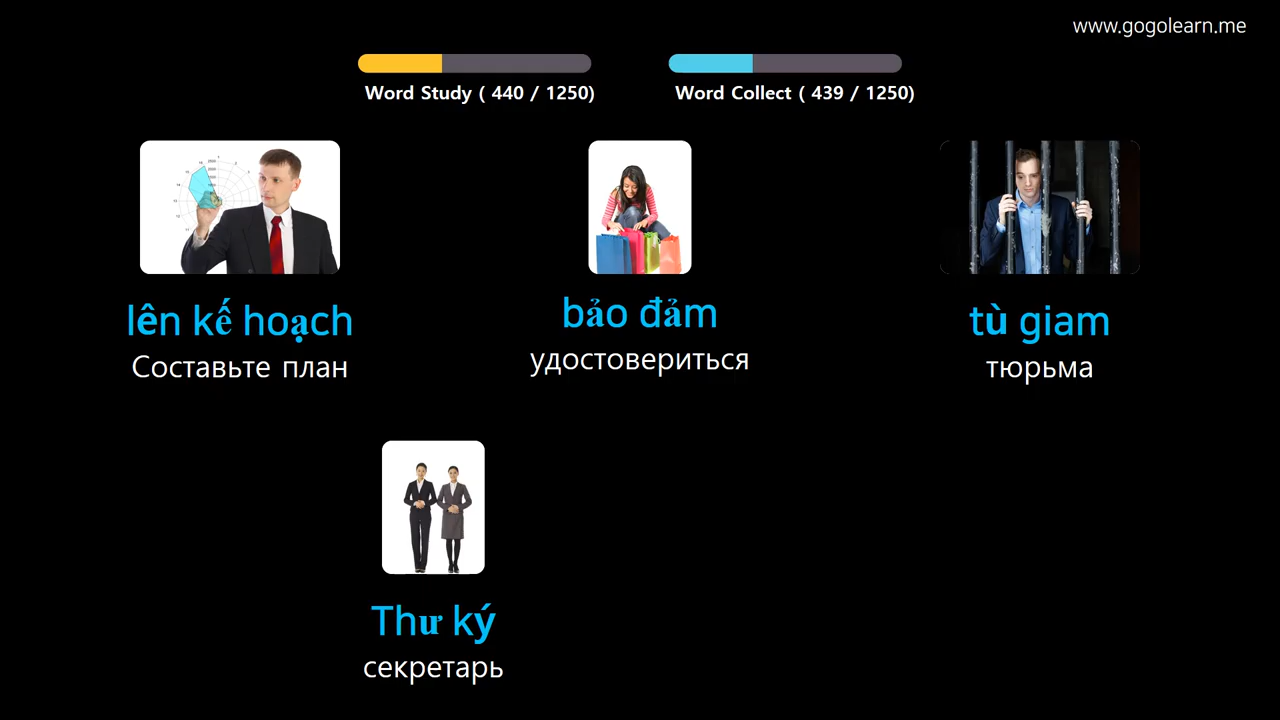 www.gogolearn.me
Word Study ( 440 / 1250)
Word Collect ( 439 / 1250)
lên kế hoạch
Составьте план
bảo đảm
удостовериться
tù giam
тюрьма
Thư ký
секретарь